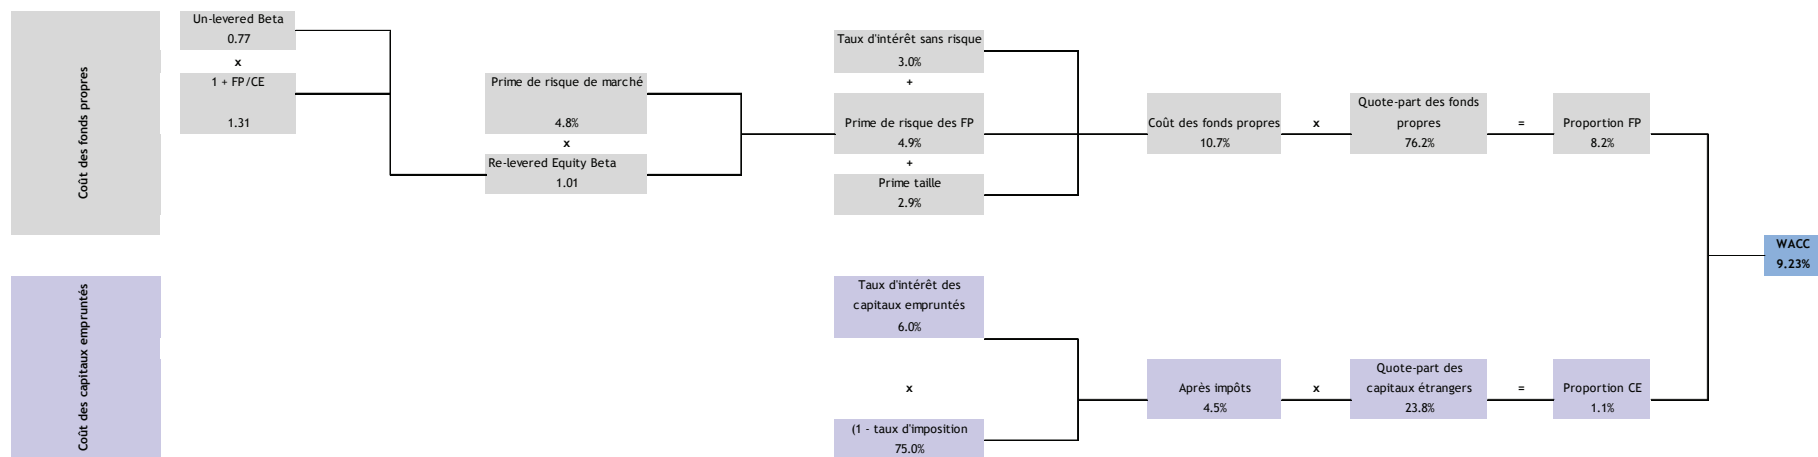 Coût des fonds propres
Un-levered Beta
0.77
x
1 + FP/CE
1.31
Prime de risque de marché
4.8%
x
Re-levered Equity Beta
1.01
Taux d'intérêt sans risque
3.0%
+
Prime de risque des FP
4.9%
+
Prime taille
2.9%
Coût des fonds propres
10.7%
x
Quote-part des fonds
propres
76.2%
=
Proportion FP
8.2%
WACC
9.23%
Coût des capitaux empruntés
Taux d'intérêt des
capitaux empruntés
6.0%
x
(1 - taux d'imposition
75.0%
Après impôts
4.5%
x
Quote-part des
capitaux étrangers
23.8%
=
Proportion CE
1.1%